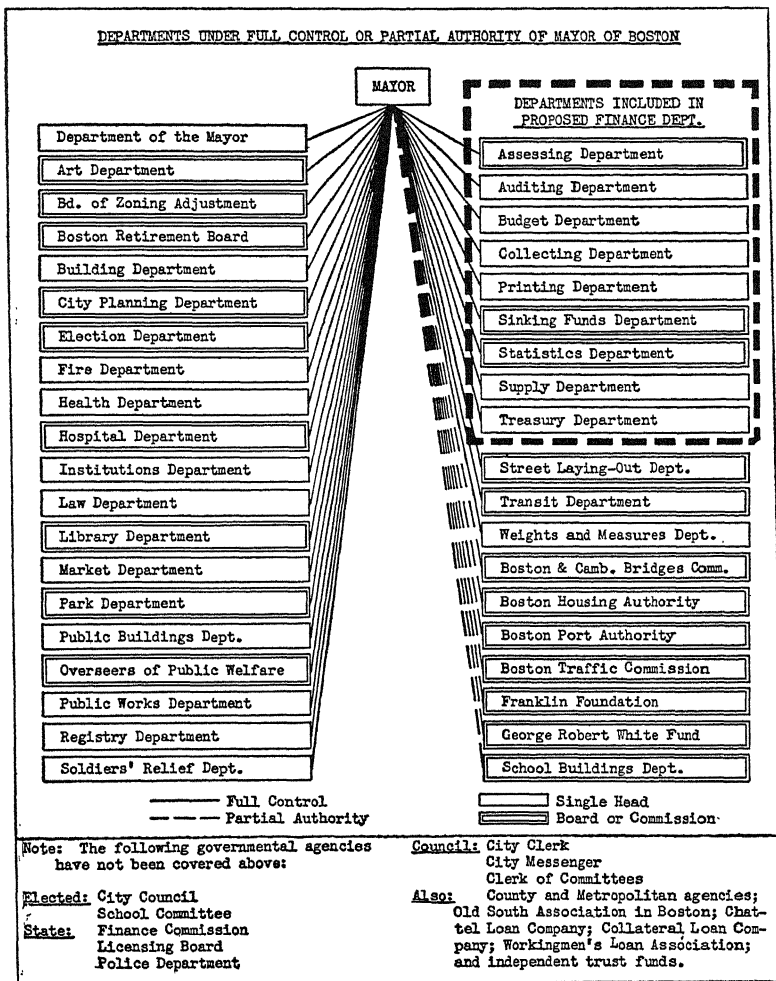 DEPARTMENTS UNDER FULL CONTROL OR PARTIAL AUTHORITY OF MAYOR OF BOSTON
MAYOR
Department of the Mayor
Art Department
Bd. of Zoning Adjustment
Boston Retirement Board
Building Department
City Planning Department
Election Department
Fire Department
Health Department
Hospital Department
Institutions Department
Law Department
Library Department
Market Department
Park Department
Public Buildings Dept.
Overseers of Public Welfare
Public Works Department
Registry Department
Soldiers' Relief Dept.
DEPARTMENTS INCLUDED IN
PROPOSED FINANCE DEPT.
Assessing Department
Auditing Department
Budget Department
Collecting Department
Printing Department
Sinking Funds Department
Statistics Department
Supply Department
Treasury Department
Street Laying-Out Dept.
Transit Department
Weights and Measures Dept.
Boston & Camb. Bridges Comm.
Boston Housing Authority
Boston Port Authority
Boston Traffic Commission
Franklin Foundation
George Robert White Fund
School Buildings Dept.
Full Control
Partial Authority
Single Head
Board or Commission
Note: The following governmental agencies
have not been covered above:
Elected: City Council
School Committee
State: Finance Commission
Licensing Board
Police Department
Council: City Clerk
City Messenger
Clerk of Committees
Also: County and Metropolitan agencies;
Old South Association in Boston; Chat-
tel Loan Company; Collateral Loan Com-
pany; Workingmen's Loan Association;
and independent trust funds.